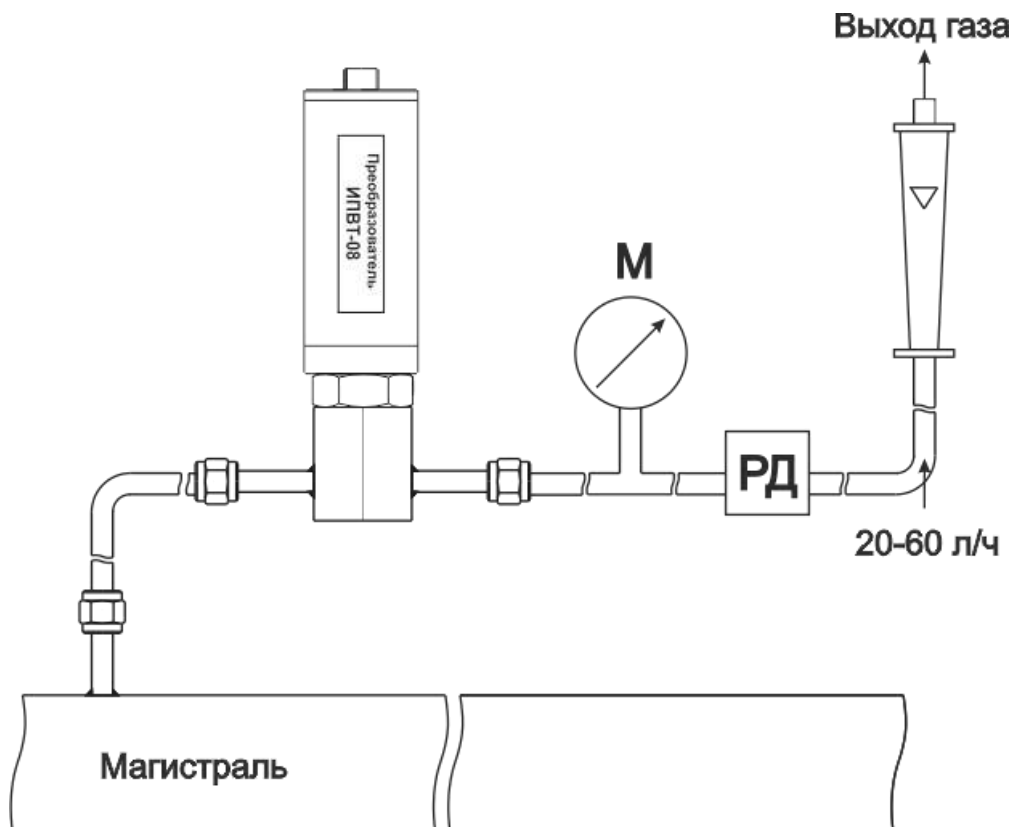 Выход газа
Преобразователь
ИПВТ-08
М
РД
20-60 л/ч
Магистраль